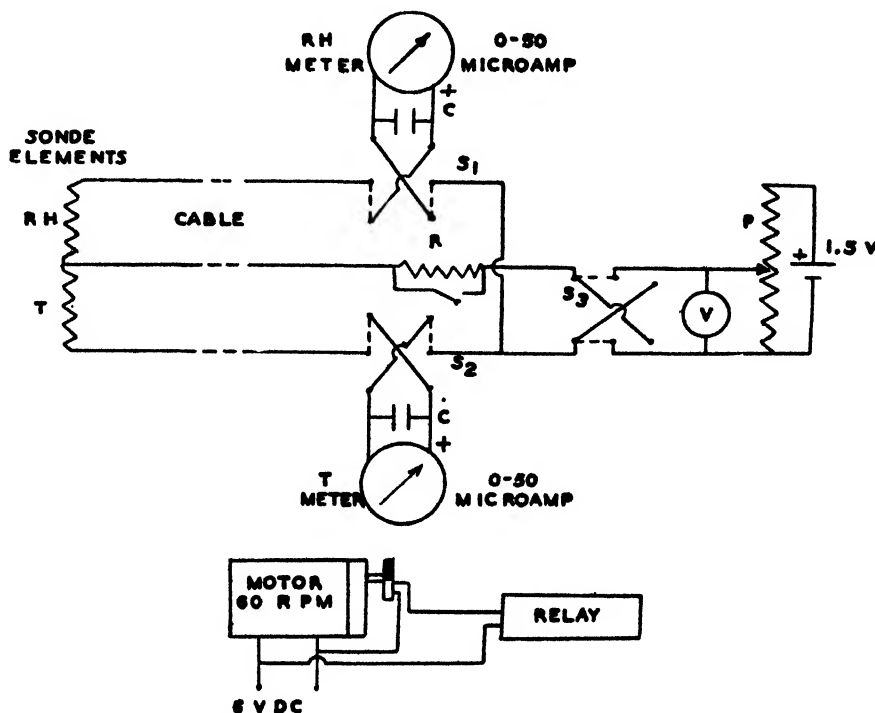 RH METER
0-50 MICROAMP
+
C
SONDE ELEMENTS
S1
RH
CABLE
R
P
+
1.5 V
S3
V
T
S2
C
+
T METER
0-50 MICROAMP
MOTOR
60 RPM
RELAY
6 V DC